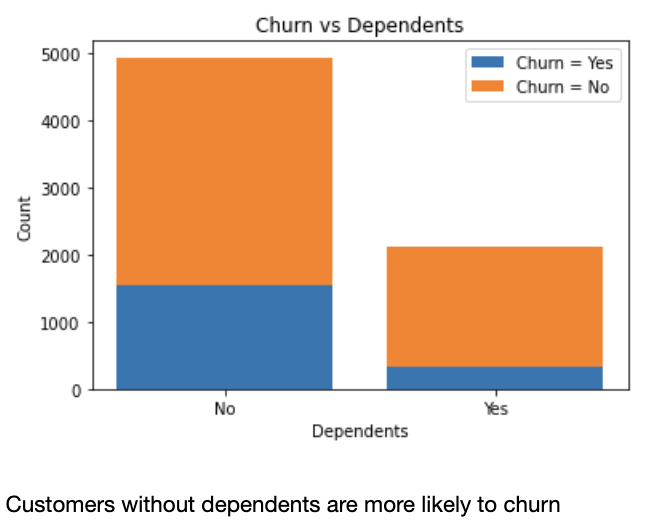 Churn vs Dependents
Churn = Yes
Churn = No
5000
4000
3000
2000
1000
0
Count
No
Yes
Dependents
Customers without dependents are more likely to churn